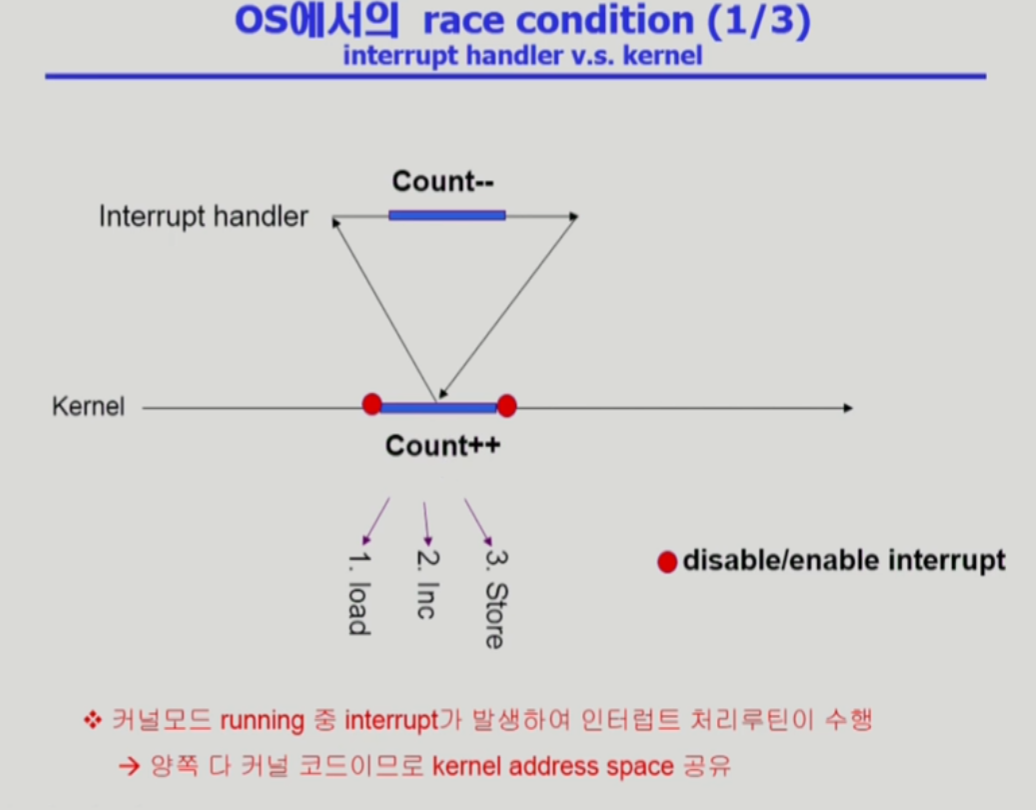 OS에서의 race condition (1/3)
interrupt handler v.s. kernel
Count--
Interrupt handler
Kernel
Count++
1. load
2. Inc
3. Store
disable/enable interrupt
❖ 커널모드 running 중 interrupt가 발생하여 인터럽트 처리루틴이 수행
→ 양쪽 다 커널 코드이므로 kernel address space 공유